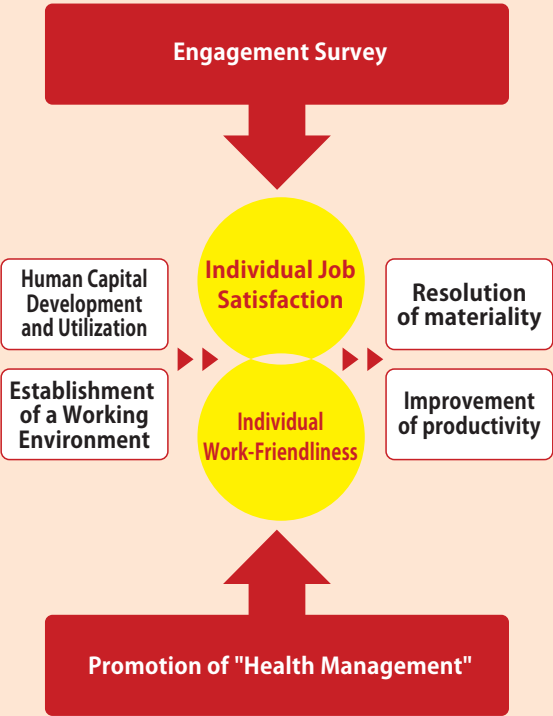 Engagement Survey
Individual Job
Satisfaction
Human Capital
Development
and Utilization
Establishment
of a Working
Environment
Resolution
of materiality
Improvement
of productivity
Individual
Work-Friendliness
Promotion of "Health Management"